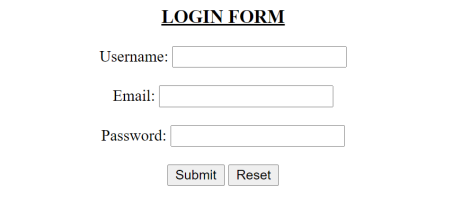 LOGIN FORM
Username:
Email:
Password:
Submit Reset